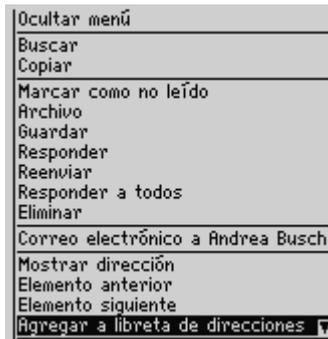 Ocultar menú
Buscar
Copiar
Marcar como no leído
Archivo
Guardar
Responder
Reenviar
Responder a todos
Eliminar
Correo electrónico a Andrea Busch
Mostrar dirección
Elemento anterior
Elemento siguiente
Agregar a libreta de direcciones